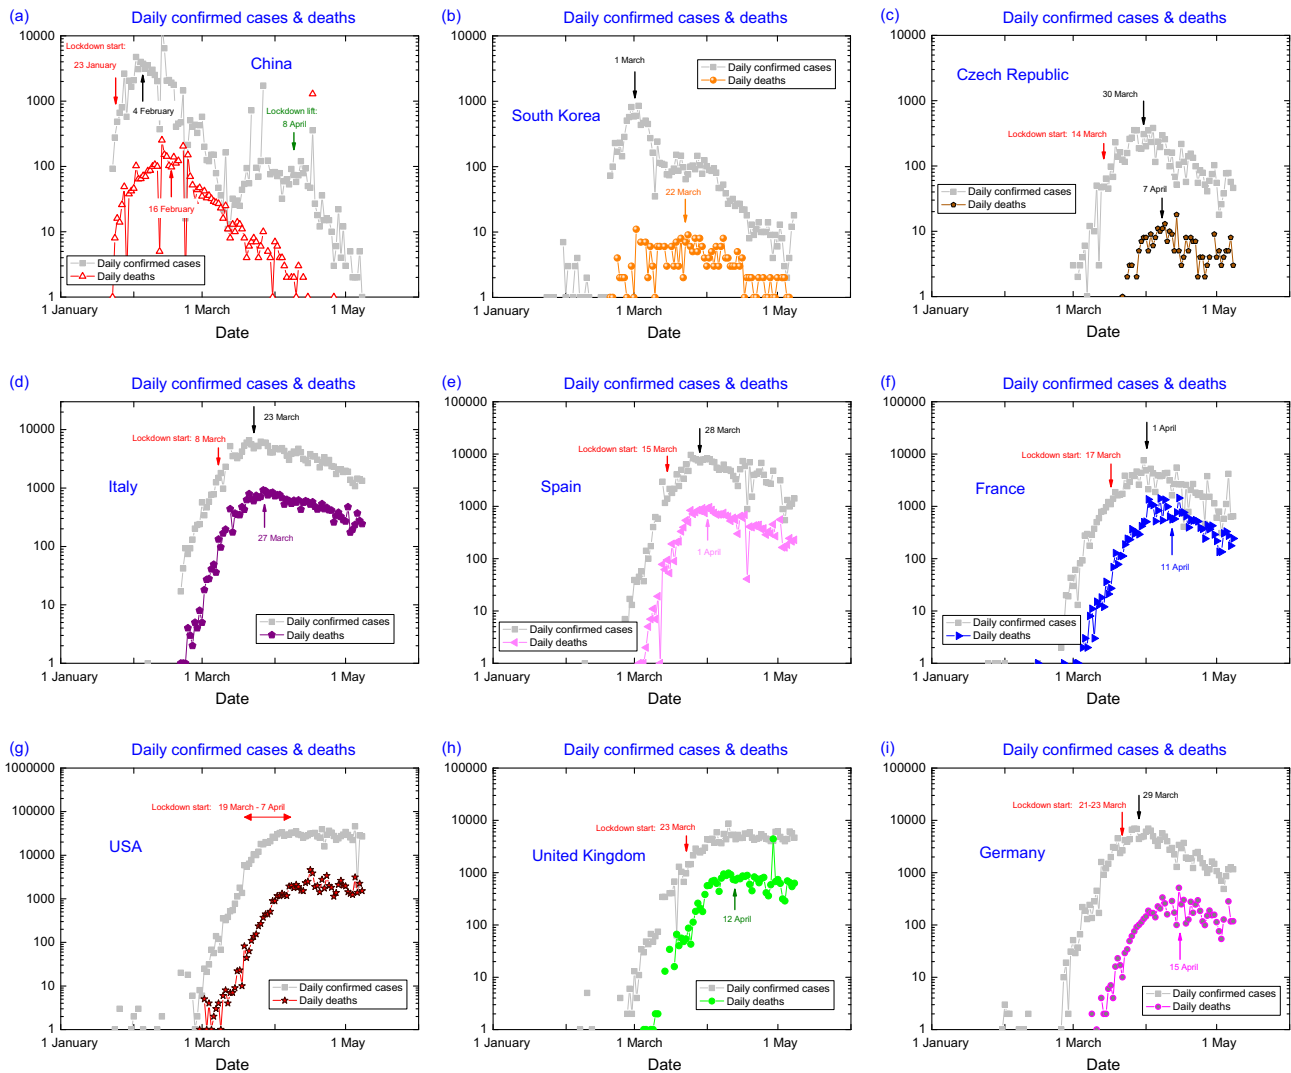 (a)
Daily confirmed cases & deaths
10000
1000
100
10
1
Lockdown start:
23 January
4 February
China
Lockdown lift:
8 April
16 February
Daily confirmed cases
Daily deaths
1 January
1 March
1 May
Date
(b)
Daily confirmed cases & deaths
10000
1000
100
10
1
1 March
Daily confirmed cases
Daily deaths
South Korea
22 March
1 January
1 March
1 May
Date
(c)
Daily confirmed cases & deaths
10000
1000
100
10
1
Czech Republic
30 March
Lockdown start: 14 March
7 April
Daily confirmed cases
Daily deaths
1 January
1 March
1 May
Date
(d)
Daily confirmed cases & deaths
10000
1000
100
10
1
23 March
Lockdown start: 8 March
Italy
27 March
Daily confirmed cases
Daily deaths
1 January
1 March
1 May
Date
(e)
Daily confirmed cases & deaths
100000
10000
1000
100
10
1
28 March
Lockdown start: 15 March
Spain
1 April
Daily confirmed cases
Daily deaths
1 January
1 March
1 May
Date
(f)
Daily confirmed cases & deaths
100000
10000
1000
100
10
1
1 April
Lockdown start: 17 March
France
11 April
Daily confirmed cases
Daily deaths
1 January
1 March
1 May
Date
(g)
Daily confirmed cases & deaths
1000000
100000
10000
1000
100
10
1
Lockdown start: 19 March - 7 April
USA
Daily confirmed cases
Daily deaths
1 January
1 March
1 May
Date
(h)
Daily confirmed cases & deaths
100000
10000
1000
100
10
1
Lockdown start: 23 March
United Kingdom
12 April
Daily confirmed cases
Daily deaths
1 January
1 March
1 May
Date
(i)
Daily confirmed cases & deaths
100000
10000
1000
100
10
1
29 March
Lockdown start: 21-23 March
Germany
15 April
Daily confirmed cases
Daily deaths
1 January
1 March
1 May
Date